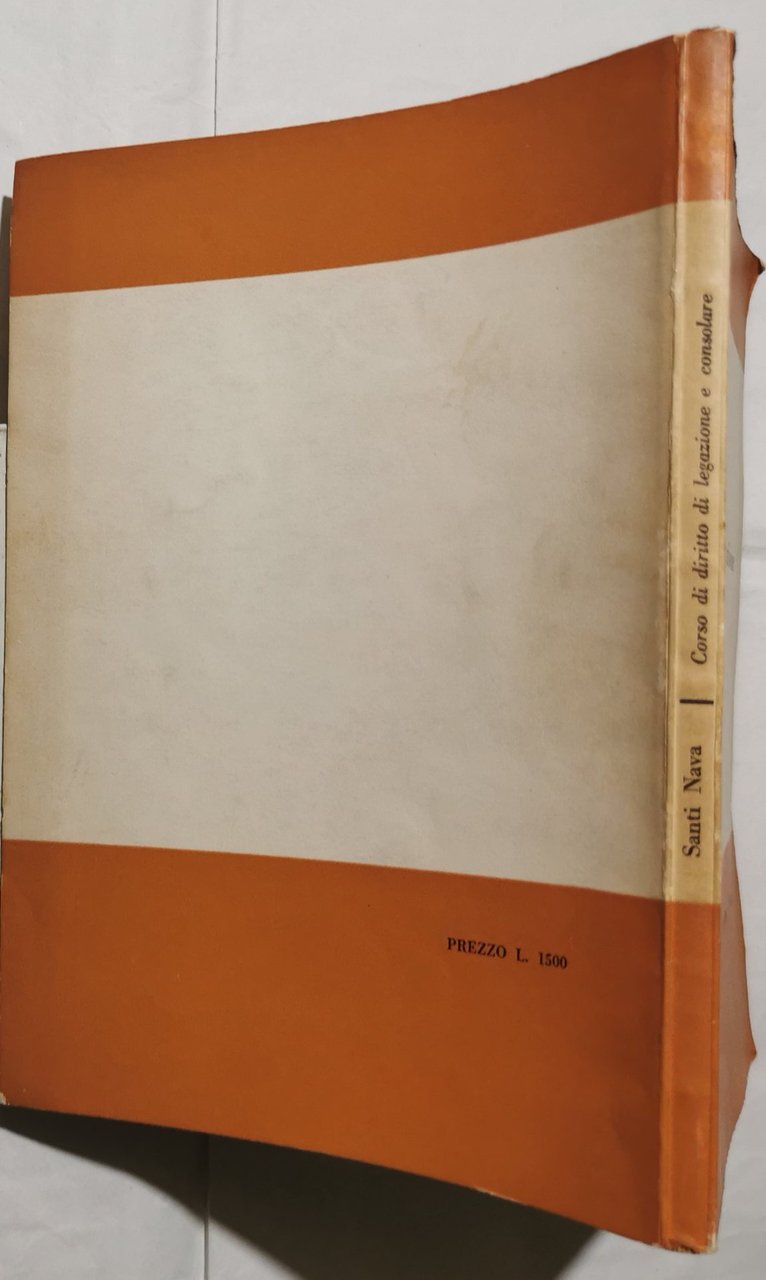 Santi Nava | Corso di diritto di legazione e consolare
PREZZO L. 1500